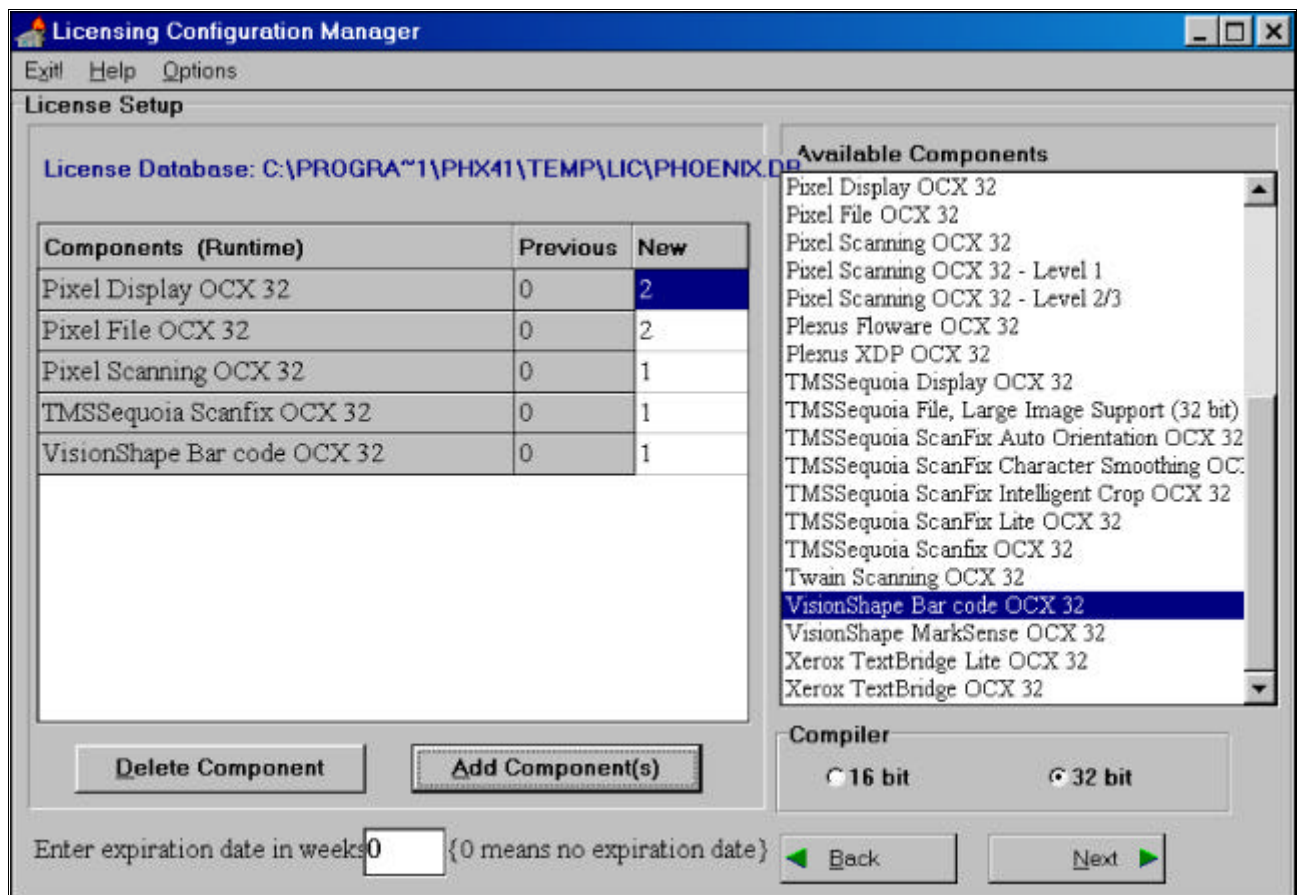 Licensing Configuration Manager
Exit! Help Options
License Setup
License Database: C:\PROGRA~1\PHX41\TEMP\LIC\PHOENIX.DB
Components (Runtime) Previous New
Pixel Display OCX 32 0 2
Pixel File OCX 32 0 2
Pixel Scanning OCX 32 0 1
TMSSequoia Scanfix OCX 32 0 1
VisionShape Bar code OCX 32 0 1
Delete Component Add Component(s)
Enter expiration date in weeks 0 {0 means no expiration date}
Available Components
Pixel Display OCX 32
Pixel File OCX 32
Pixel Scanning OCX 32
Pixel Scanning OCX 32 - Level 1
Pixel Scanning OCX 32 - Level 2/3
Plexus Floware OCX 32
Plexus XDP OCX 32
TMSSequoia Display OCX 32
TMSSequoia File, Large Image Support (32 bit)
TMSSequoia ScanFix Auto Orientation OCX 32
TMSSequoia ScanFix Character Smoothing OC
TMSSequoia ScanFix Intelligent Crop OCX 32
TMSSequoia ScanFix Lite OCX 32
TMSSequoia Scanfix OCX 32
Twain Scanning OCX 32
VisionShape Bar code OCX 32
VisionShape MarkSense OCX 32
Xerox TextBridge Lite OCX 32
Xerox TextBridge OCX 32
Compiler
16 bit 32 bit
Back Next